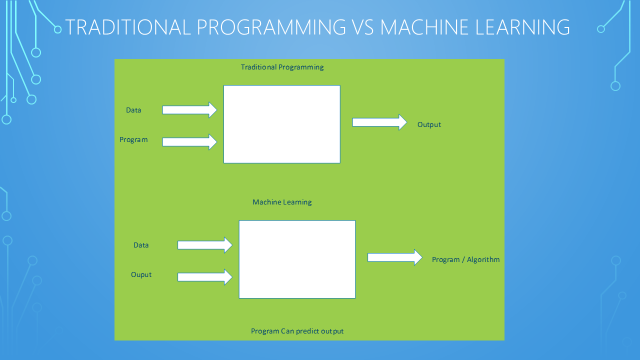 TRADITIONAL PROGRAMMING VS MACHINE LEARNING
Traditional Programming
Data
Program
Output
Machine Learning
Data
Ouput
Program / Algorithm
Program Can predict output